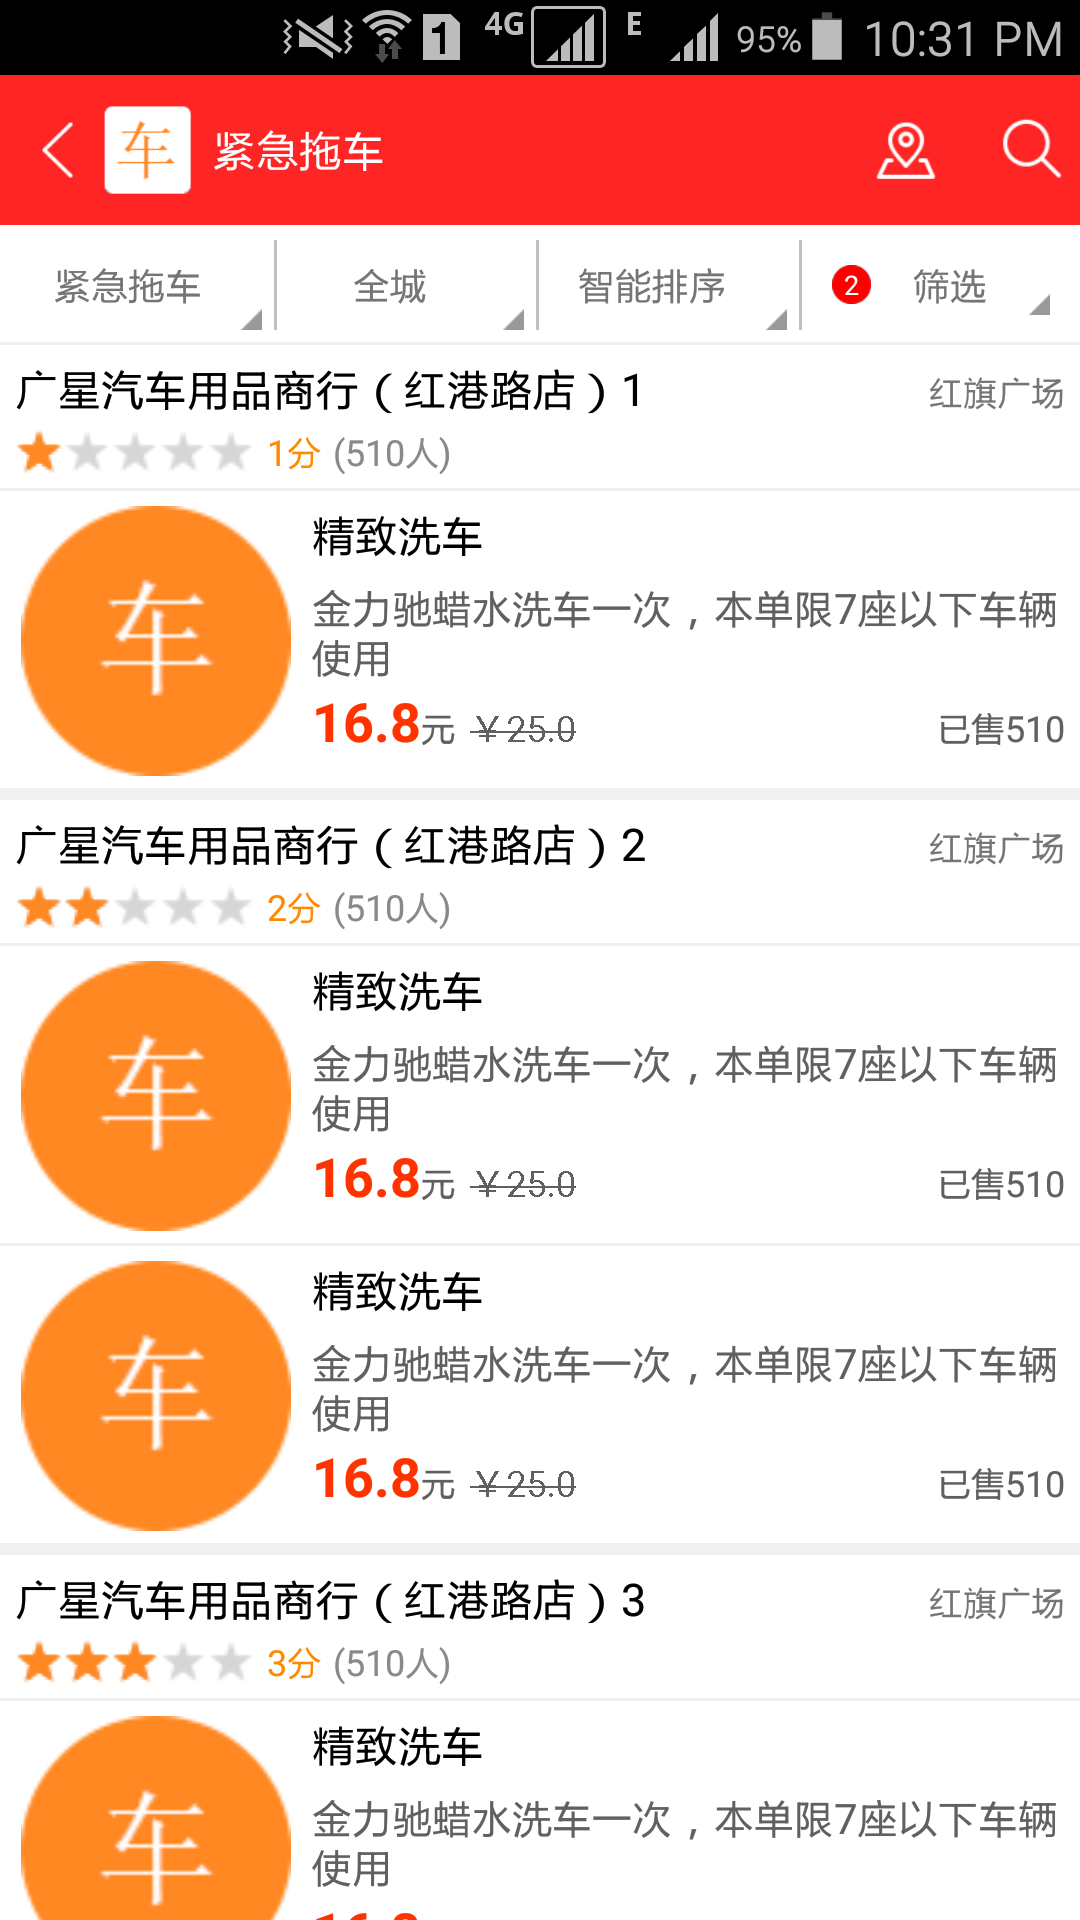 1 4G E 95% 10:31 PM
车 紧急拖车
紧急拖车 全城 智能排序 2 筛选
广星汽车用品商行（红港路店）1 红旗广场
1分 (510人)
车
精致洗车
金力驰蜡水洗车一次，本单限7座以下车辆
使用
16.8元 ￥25.0 已售510
广星汽车用品商行（红港路店）2 红旗广场
2分 (510人)
车
精致洗车
金力驰蜡水洗车一次，本单限7座以下车辆
使用
16.8元 ￥25.0 已售510
车
精致洗车
金力驰蜡水洗车一次，本单限7座以下车辆
使用
16.8元 ￥25.0 已售510
广星汽车用品商行（红港路店）3 红旗广场
3分 (510人)
车
精致洗车
金力驰蜡水洗车一次，本单限7座以下车辆
使用